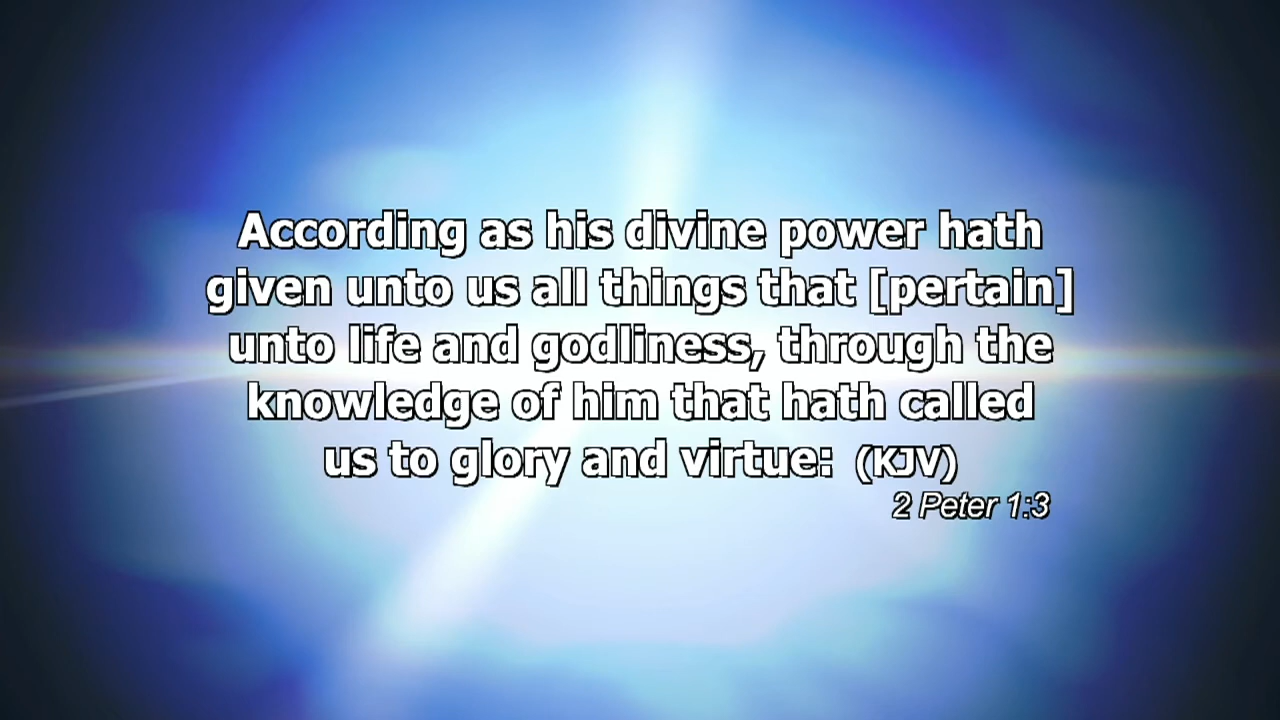 According as his divine power hath
given unto us all things that [pertain]
unto life and godliness, through the
knowledge of him that hath called
us to glory and virtue: (KJV)
2 Peter 1:3